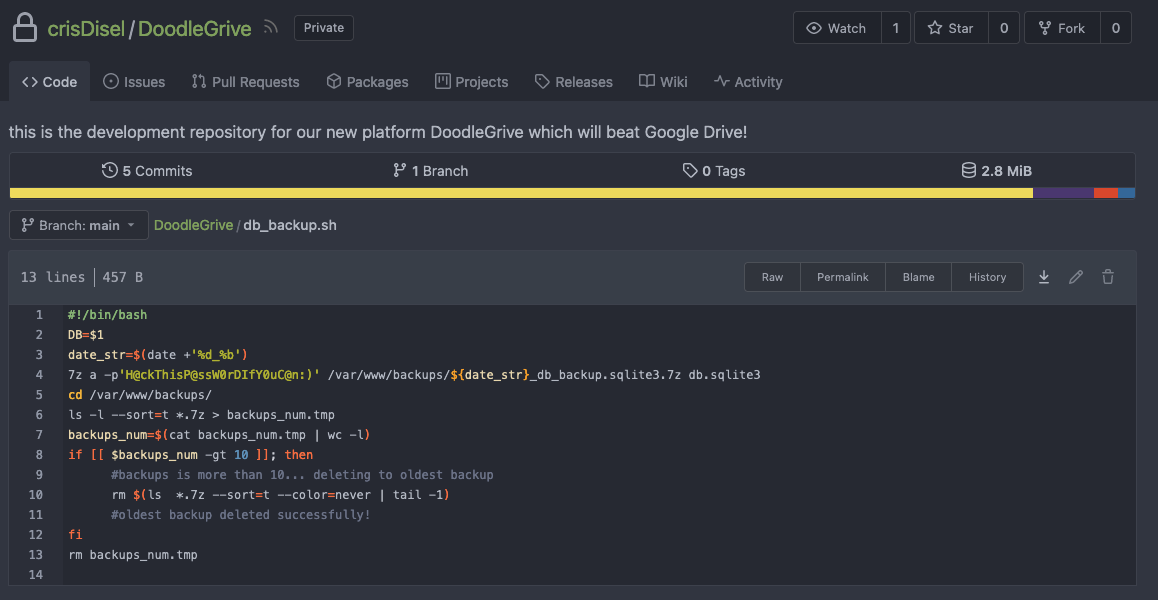 crisDisel/DoodleGrive Private Watch 1 Star 0 Fork 0
Code Issues Pull Requests Packages Projects Releases Wiki Activity
this is the development repository for our new platform DoodleGrive which will beat Google Drive!
5 Commits 1 Branch 0 Tags 2.8 MiB
Branch: main DoodleGrive/db_backup.sh
13 lines | 457 B Raw Permalink Blame History
1 #!/bin/bash
2 DB=$1
3 date_str=$(date +'%d_%b')
4 7z a -p'H@ckThisP@ssW0rDIfY0uC@n:)' /var/www/backups/${date_str}_db_backup.sqlite3.7z db.sqlite3
5 cd /var/www/backups/
6 ls -l --sort=t *.7z > backups_num.tmp
7 backups_num=$(cat backups_num.tmp | wc -l)
8 if [[ $backups_num -gt 10 ]]; then
9 #backups is more than 10... deleting to oldest backup
10 rm $(ls  *.7z --sort=t --color=never | tail -1)
11 #oldest backup deleted successfully!
12 fi
13 rm backups_num.tmp
14